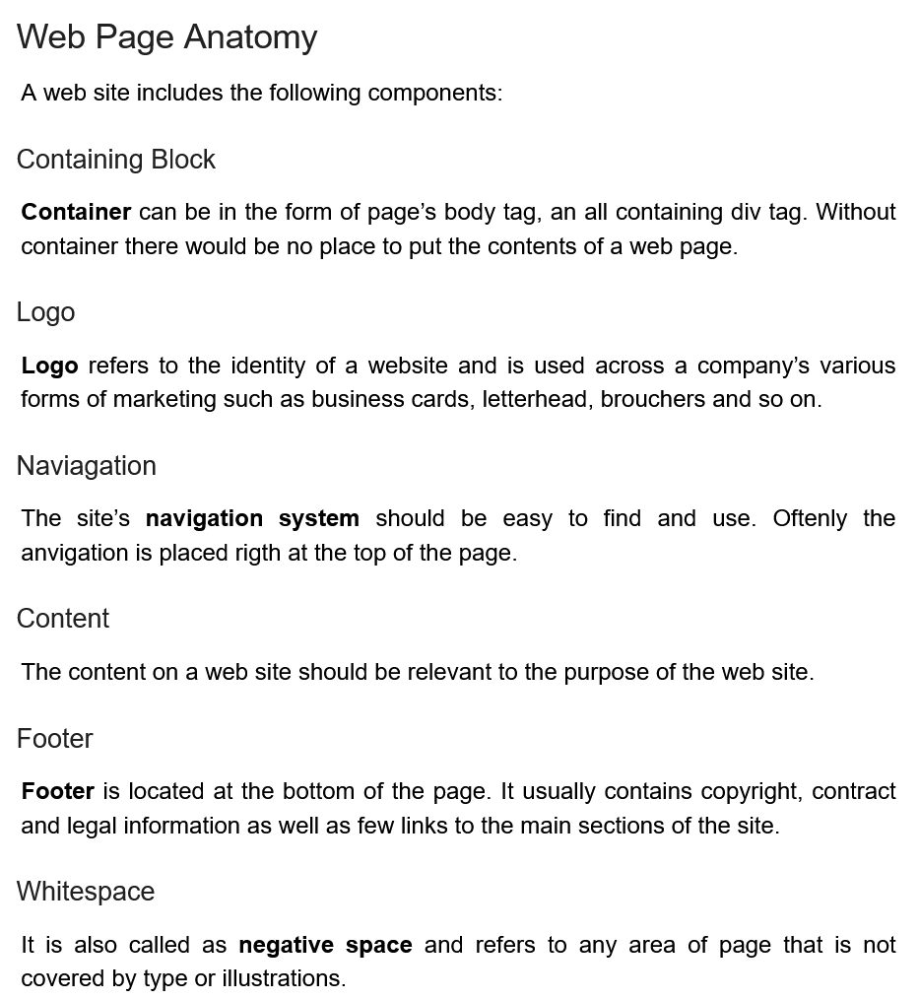 Web Page Anatomy
A web site includes the following components:
Containing Block
Container can be in the form of page’s body tag, an all containing div tag. Without
container there would be no place to put the contents of a web page.
Logo
Logo refers to the identity of a website and is used across a company’s various
forms of marketing such as business cards, letterhead, brouchers and so on.
Naviagation
The site’s navigation system should be easy to find and use. Oftenly the
anvigation is placed rigth at the top of the page.
Content
The content on a web site should be relevant to the purpose of the web site.
Footer
Footer is located at the bottom of the page. It usually contains copyright, contract
and legal information as well as few links to the main sections of the site.
Whitespace
It is also called as negative space and refers to any area of page that is not
covered by type or illustrations.